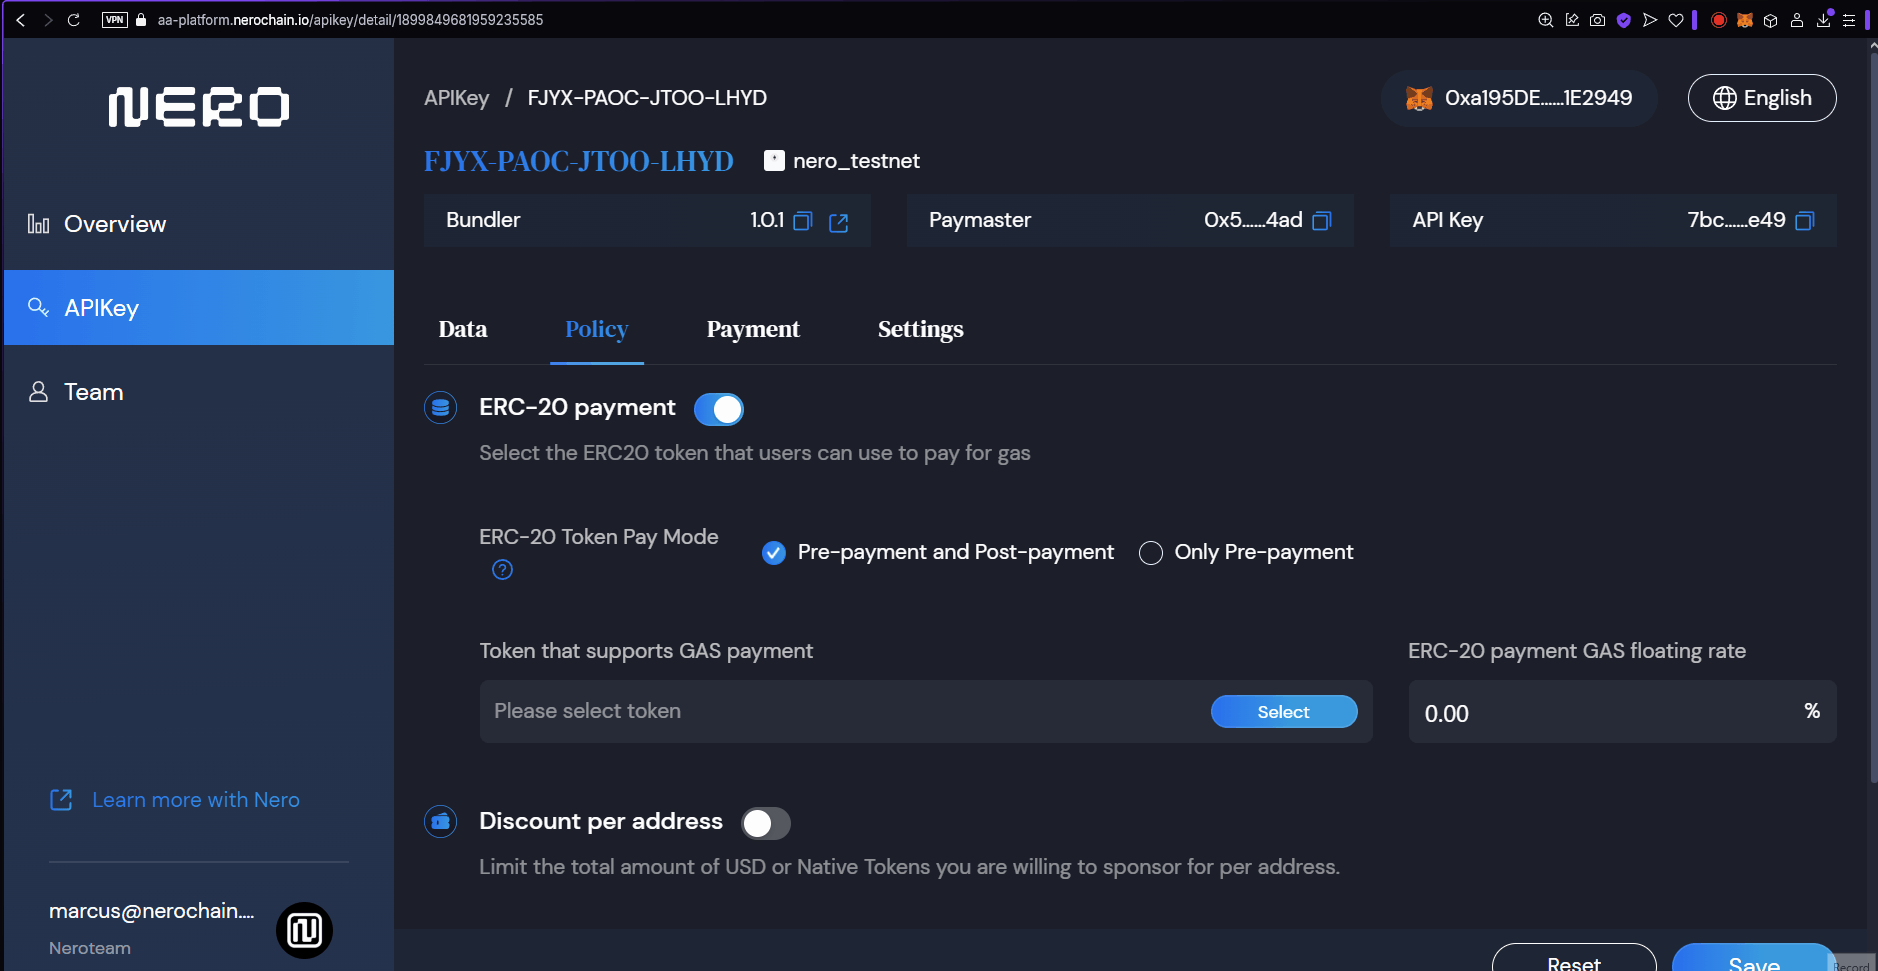 VPN
aa-platform.nerochain.io/apikey/detail/1899849681959235585
NERO
Overview
APIKey
Team
Learn more with Nero
marcus@nerochain....
Neroteam
APIKey / FJYX-PAOC-JTOO-LHYD
0xa195DE......1E2949
English
FJYX-PAOC-JTOO-LHYD
nero_testnet
Bundler 1.0.1
Paymaster 0x5......4ad
API Key 7bc......e49
Data Policy Payment Settings
ERC-20 payment
Select the ERC20 token that users can use to pay for gas
ERC-20 Token Pay Mode
?
Pre-payment and Post-payment
Only Pre-payment
Token that supports GAS payment
Please select token
Select
ERC-20 payment GAS floating rate
0.00 %
Discount per address
Limit the total amount of USD or Native Tokens you are willing to sponsor for per address.
Reset
Save
Record